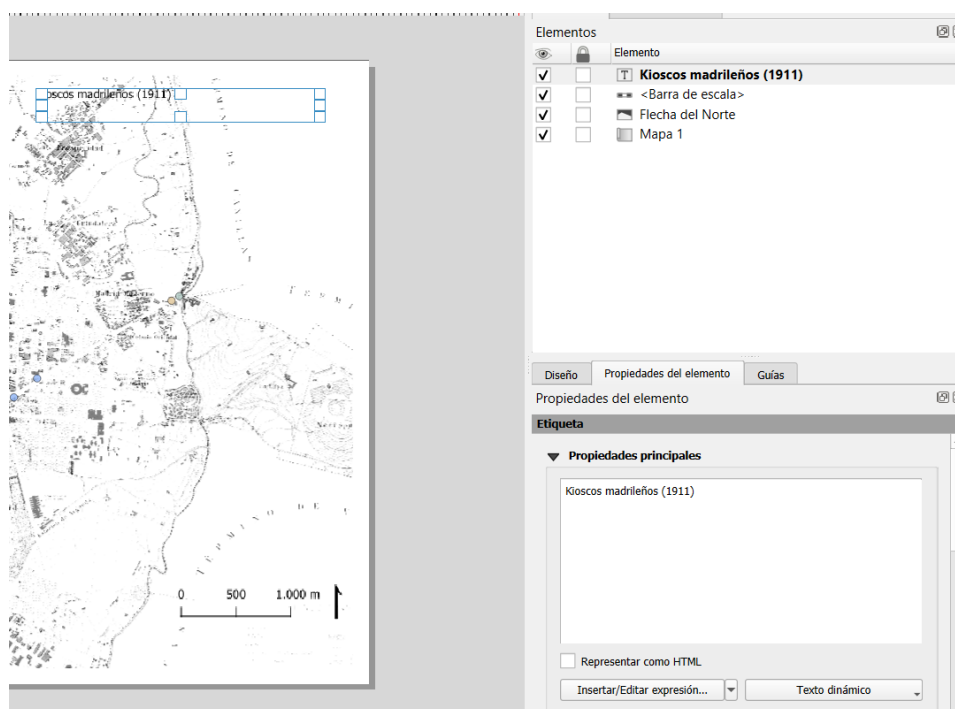 Elementos
Elemento
Kioscos madrileños (1911)
<Barra de escala>
Flecha del Norte
Mapa 1
oscos madrileños (1911)
0 500 1.000 m
Diseño Propiedades del elemento Guías
Propiedades del elemento
Etiqueta
Propiedades principales
Kioscos madrileños (1911)
Representar como HTML
Insertar/Editar expresión... Texto dinámico